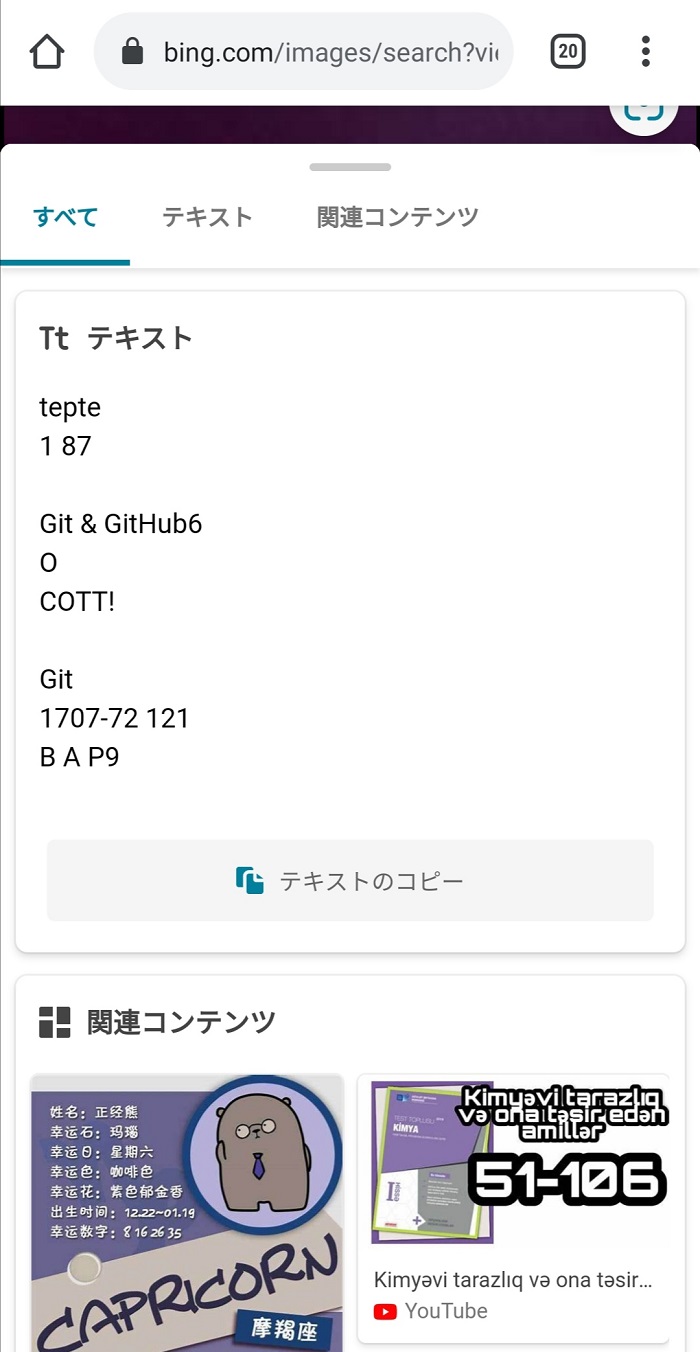 bing.com/images/search?vi
20
すべて
テキスト
関連コンテンツ
Tt テキスト
tepte
1 87
Git & GitHub6
O
COTT!
Git
1707-72 121
B A P9
テキストのコピー
関連コンテンツ
姓名：正经熊
幸运石：玛瑙
幸运日：星期六
幸运色：咖啡色
幸运花：紫色郁金香
出生时间：12.22~01.19
幸运数字：8 16 26 35
CAPRICORN
摩羯座
TEST TOPLUSU
KİMYA
I hissə
Kimyəvi tarazlıq
və ona təsir edən
amillər
51-106
Kimyəvi tarazlıq və ona təsir...
YouTube